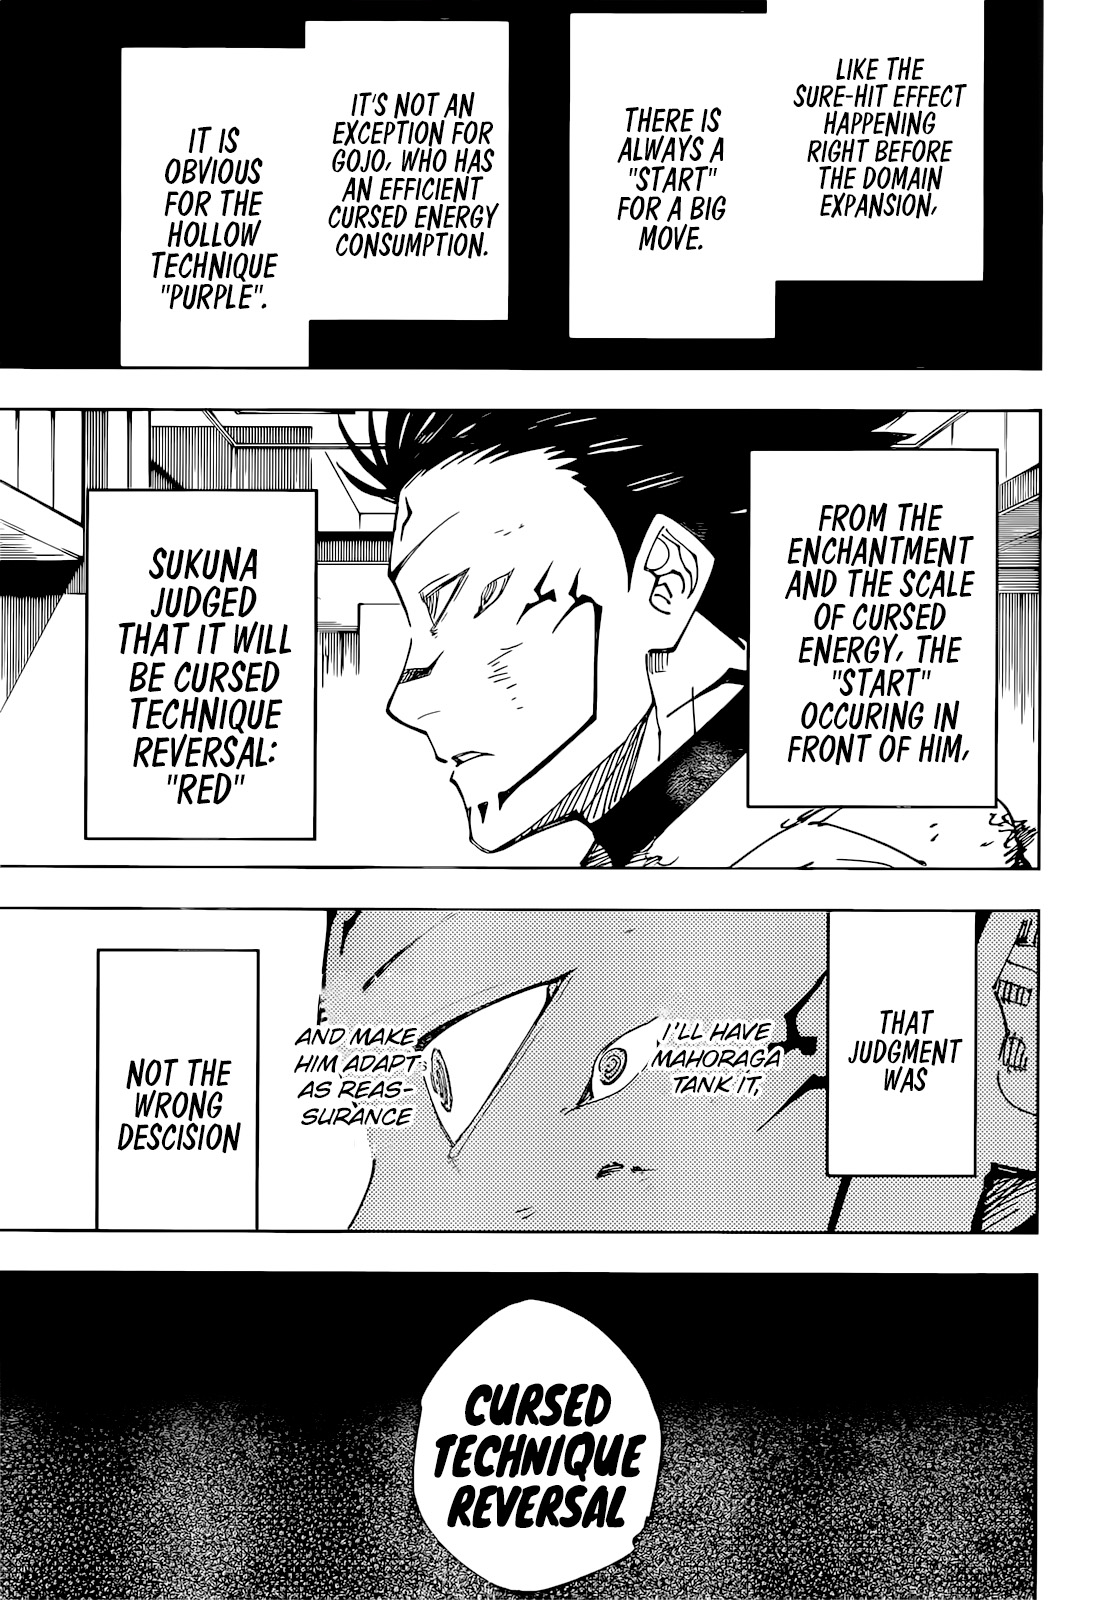 LIKE THE
SURE-HIT EFFECT
HAPPENING
RIGHT BEFORE
THE DOMAIN
EXPANSION,
THERE IS
ALWAYS A
"START"
FOR A BIG
MOVE.
IT'S NOT AN
EXCEPTION FOR
GOJO, WHO HAS
AN EFFICIENT
CURSED ENERGY
CONSUMPTION.
IT IS
OBVIOUS
FOR THE
HOLLOW
TECHNIQUE
"PURPLE".
FROM THE
ENCHANTMENT
AND THE SCALE
OF CURSED
ENERGY, THE
"START"
OCCURING IN
FRONT OF HIM,
SUKUNA
JUDGED
THAT IT WILL
BE CURSED
TECHNIQUE
REVERSAL:
"RED"
THAT
JUDGMENT
WAS
I'LL HAVE
MAHORAGA
TANK IT,
AND MAKE
HIM ADAPT
AS REAS-
SURANCE
NOT THE
WRONG
DESCISION
CURSED
TECHNIQUE
REVERSAL